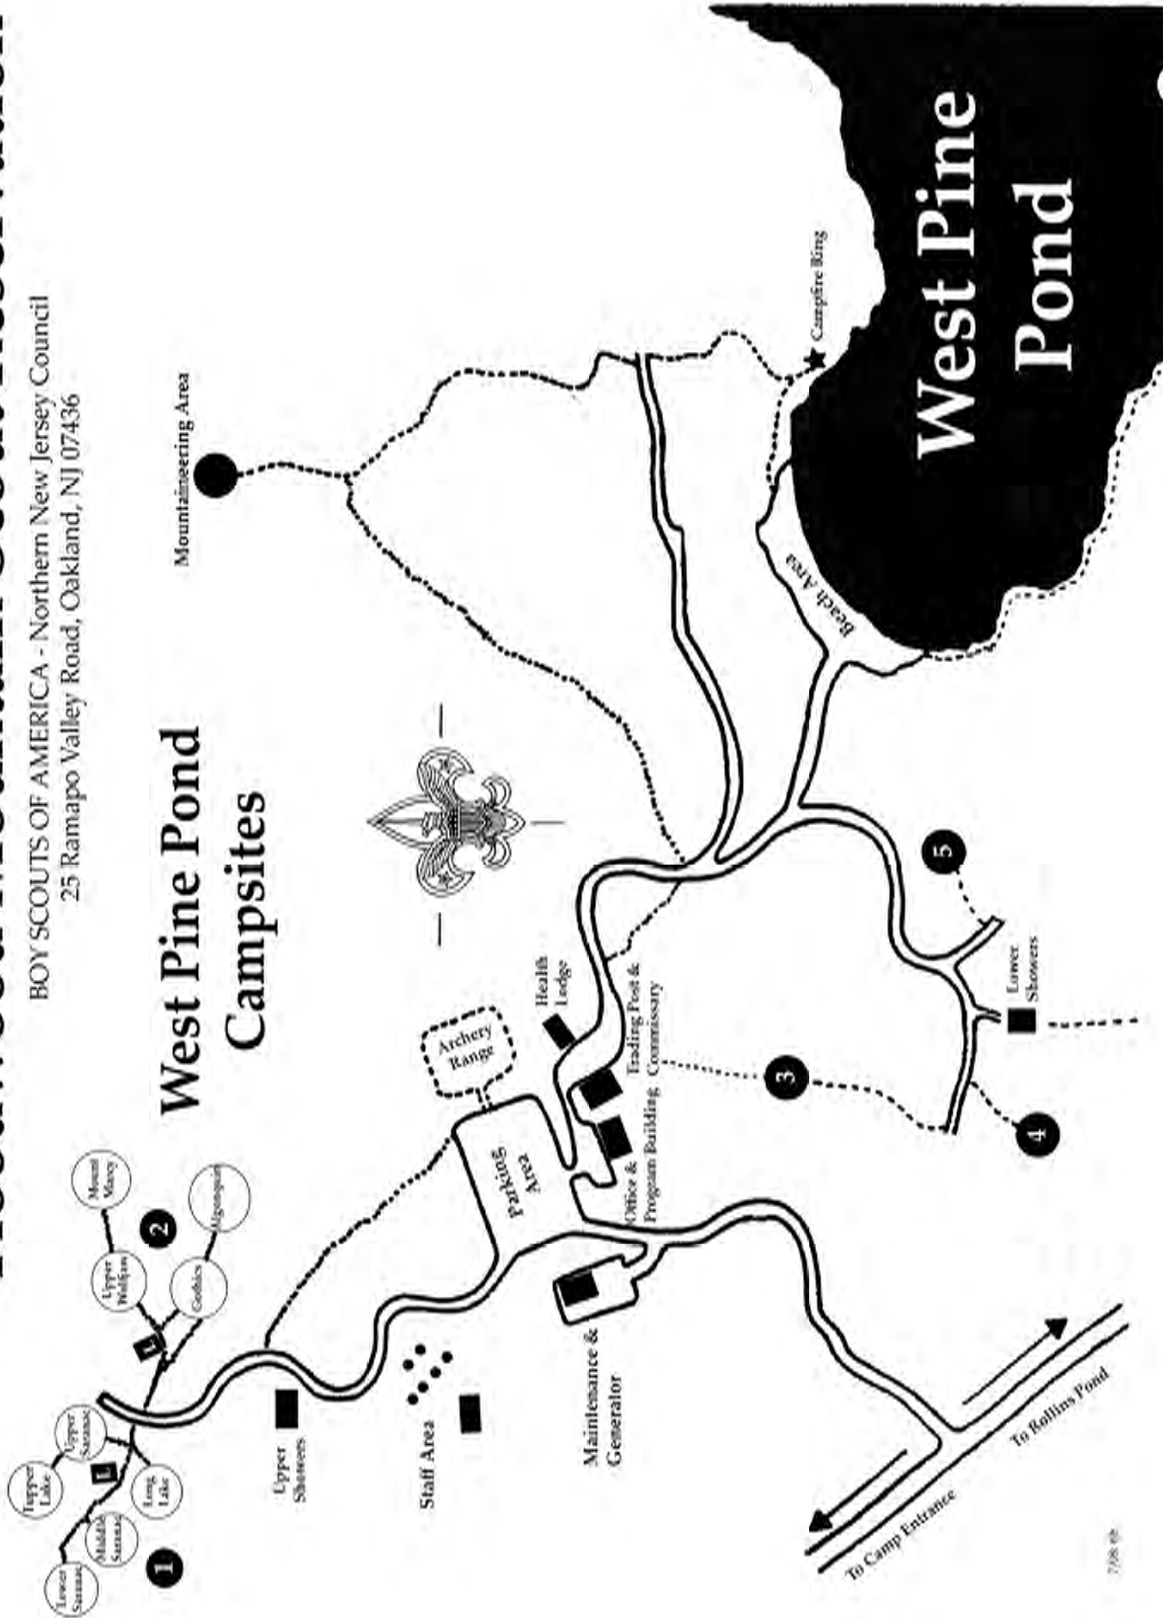 BOY SCOUTS OF AMERICA - Northern New Jersey Council
25 Ramapo Valley Road, Oakland, NJ 07436
West Pine Pond
Campsites
Mountaineering Area
Lower
Saranac
Middle
Saranac
Tupper
Lake
Upper
Saranac
Long
Lake
1
L
L
Upper
Wolfjaw
Mount
Marcy
Gothics
Algonquin
2
Upper
Showers
Staff Area
Parking
Area
Archery
Range
Health
Lodge
Trading Post &
Commissary
Office &
Program Building
Maintenance &
Generator
3
4
5
Lower
Showers
Beach Area
Campfire Ring
West Pine
Pond
To Camp Entrance
To Rollins Pond